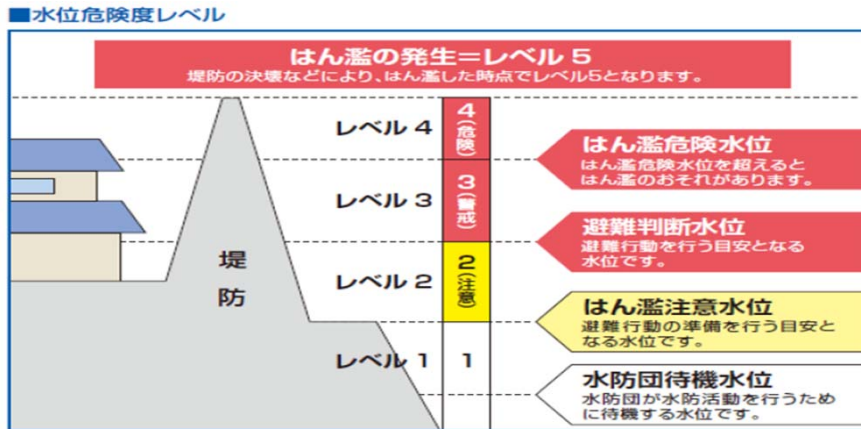 ■水位危険度レベル
はん濫の発生＝レベル 5
堤防の決壊などにより、はん濫した時点でレベル5となります。
レベル 4
4(危険)
はん濫危険水位
はん濫危険水位を超えると
はん濫のおそれがあります。
レベル 3
3(警戒)
避難判断水位
避難行動を行う目安となる
水位です。
堤防
レベル 2
2(注意)
はん濫注意水位
避難行動の準備を行う目安と
なる水位です。
レベル 1
1
水防団待機水位
水防団が水防活動を行うため
に待機する水位です。